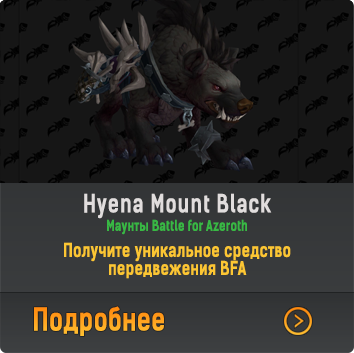 Hyena Mount Black
Маунты Battle for Azeroth
Получите уникальное средство
передвежения BFA
Подробнее